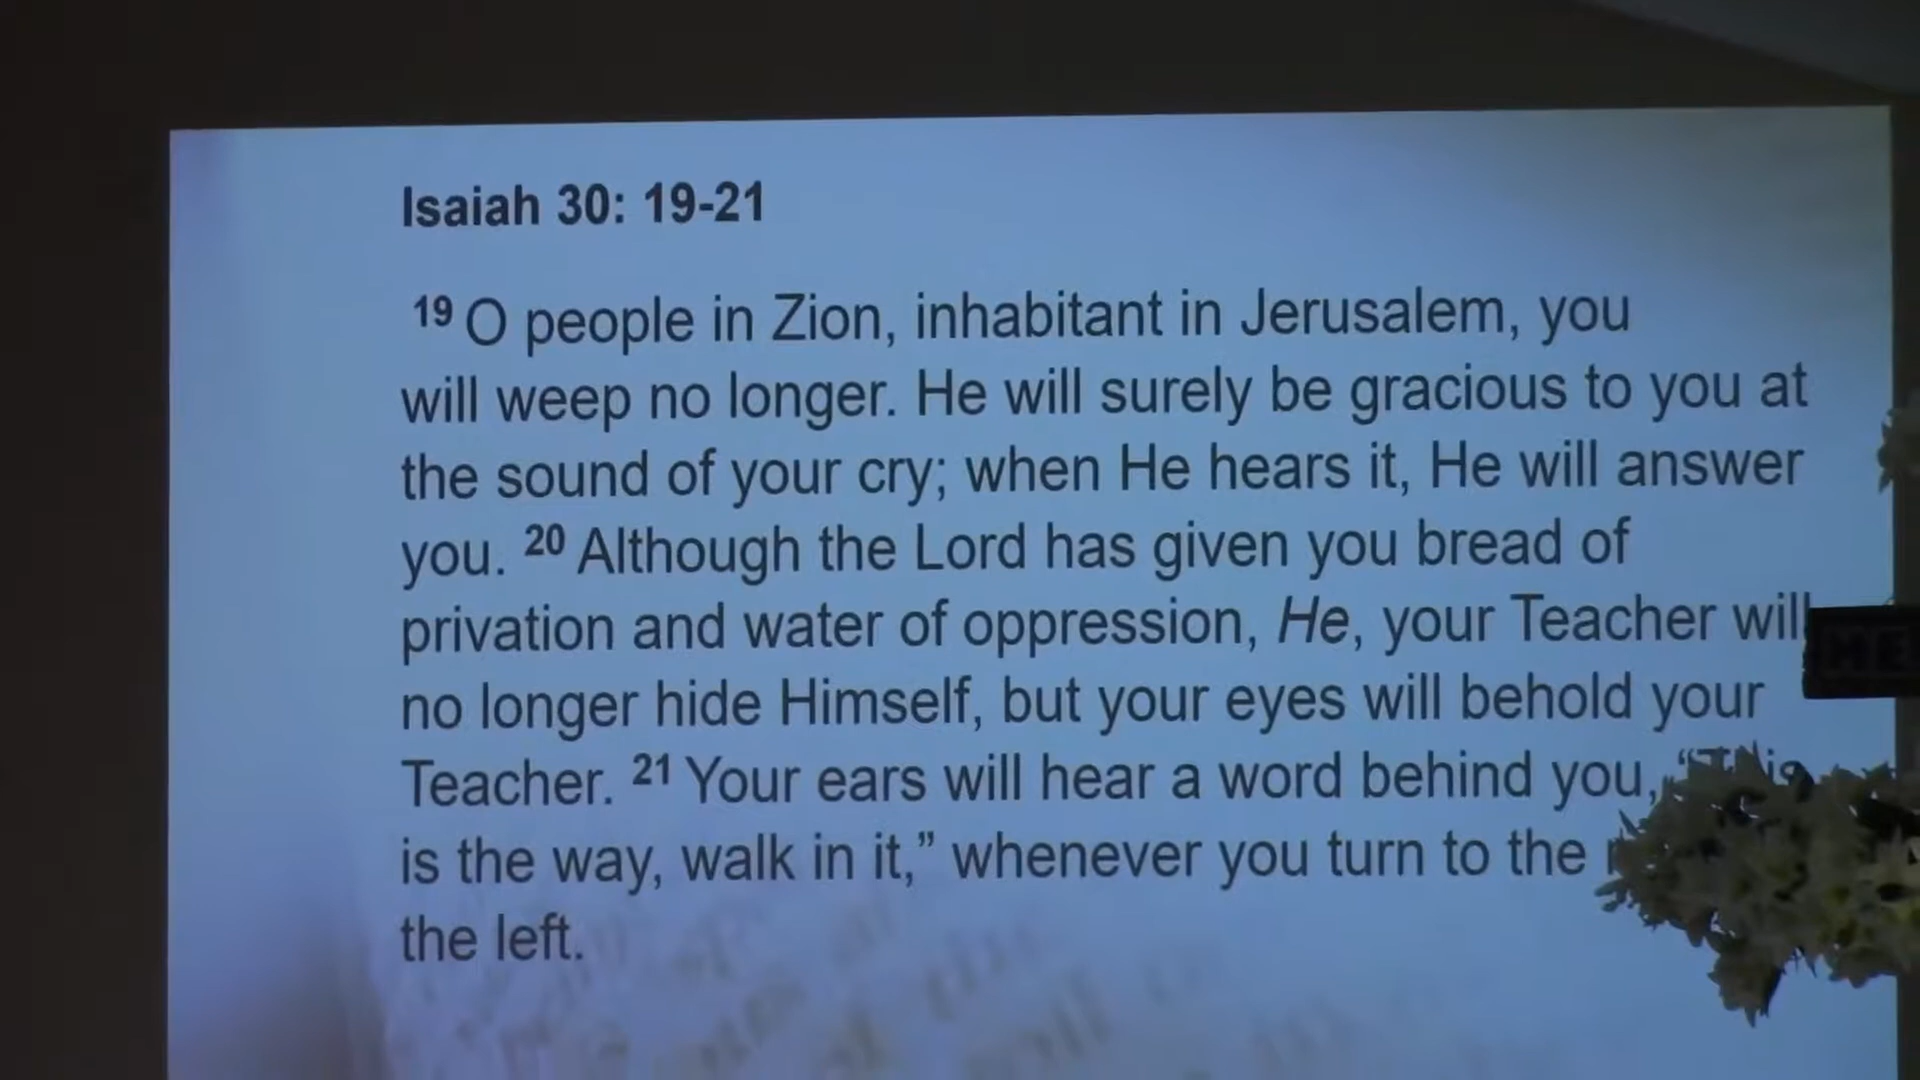 Isaiah 30: 19-21
19 O people in Zion, inhabitant in Jerusalem, you
will weep no longer. He will surely be gracious to you at
the sound of your cry; when He hears it, He will answer
you. 20 Although the Lord has given you bread of
privation and water of oppression, He, your Teacher will
no longer hide Himself, but your eyes will behold your
Teacher. 21 Your ears will hear a word behind you, “This
is the way, walk in it,” whenever you turn to the
the left.